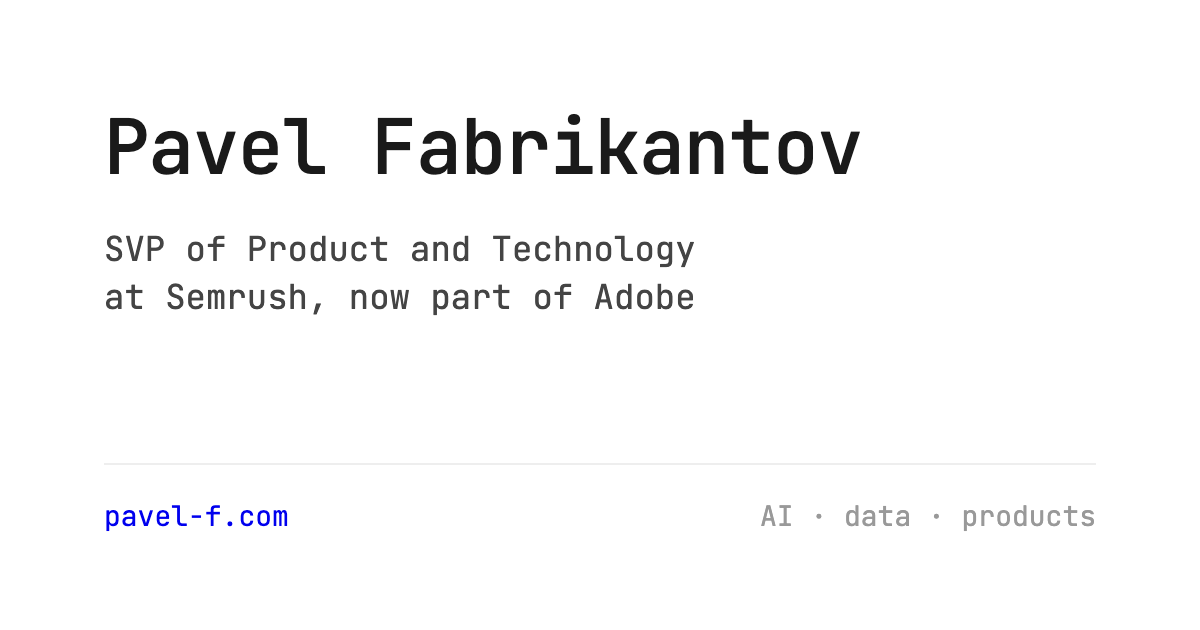 Pavel Fabrikantov
SVP of Product and Technology
at Semrush, now part of Adobe
pavel-f.com
AI · data · products